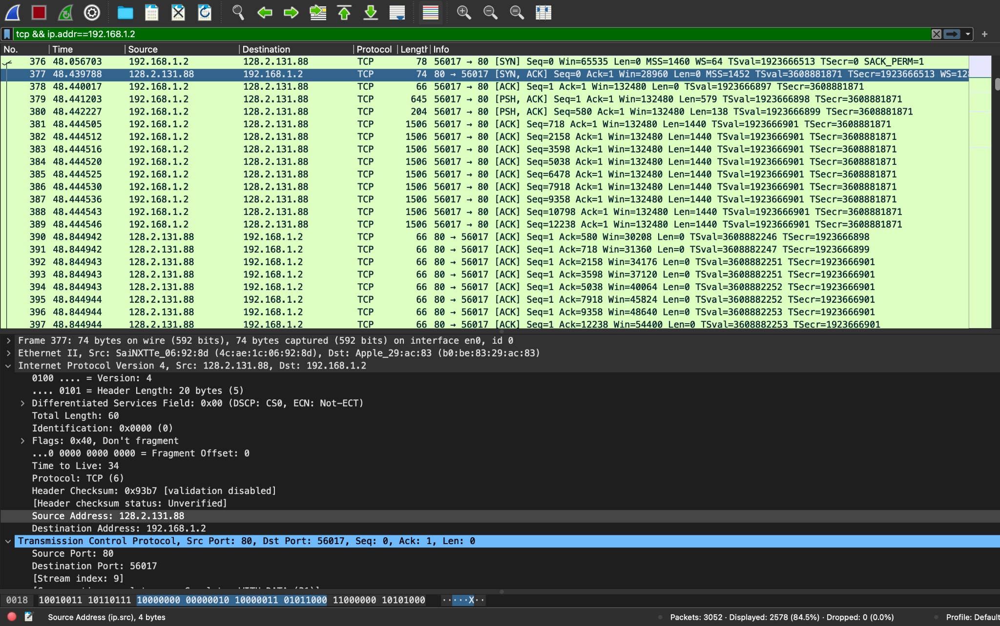 tcp && ip.addr==192.168.1.2
No. Time Source Destination Protocol Length Info
376 48.056703 192.168.1.2 128.2.131.88 TCP 78 56017 → 80 [SYN] Seq=0 Win=65535 Len=0 MSS=1460 WS=64 TSval=1923666513 TSecr=0 SACK_PERM=1
377 48.439788 128.2.131.88 192.168.1.2 TCP 74 80 → 56017 [SYN, ACK] Seq=0 Ack=1 Win=28960 Len=0 MSS=1452 TSval=3608881871 TSecr=1923666513 WS=128
378 48.440017 192.168.1.2 128.2.131.88 TCP 66 56017 → 80 [ACK] Seq=1 Ack=1 Win=132480 Len=0 TSval=1923666897 TSecr=3608881871
379 48.441203 192.168.1.2 128.2.131.88 TCP 645 56017 → 80 [PSH, ACK] Seq=1 Ack=1 Win=132480 Len=579 TSval=1923666898 TSecr=3608881871
380 48.442227 192.168.1.2 128.2.131.88 TCP 204 56017 → 80 [PSH, ACK] Seq=580 Ack=1 Win=132480 Len=138 TSval=1923666899 TSecr=3608881871
381 48.444505 192.168.1.2 128.2.131.88 TCP 1506 56017 → 80 [ACK] Seq=718 Ack=1 Win=132480 Len=1440 TSval=1923666901 TSecr=3608881871
382 48.444512 192.168.1.2 128.2.131.88 TCP 1506 56017 → 80 [ACK] Seq=2158 Ack=1 Win=132480 Len=1440 TSval=1923666901 TSecr=3608881871
383 48.444516 192.168.1.2 128.2.131.88 TCP 1506 56017 → 80 [ACK] Seq=3598 Ack=1 Win=132480 Len=1440 TSval=1923666901 TSecr=3608881871
384 48.444520 192.168.1.2 128.2.131.88 TCP 1506 56017 → 80 [ACK] Seq=5038 Ack=1 Win=132480 Len=1440 TSval=1923666901 TSecr=3608881871
385 48.444525 192.168.1.2 128.2.131.88 TCP 1506 56017 → 80 [ACK] Seq=6478 Ack=1 Win=132480 Len=1440 TSval=1923666901 TSecr=3608881871
386 48.444530 192.168.1.2 128.2.131.88 TCP 1506 56017 → 80 [ACK] Seq=7918 Ack=1 Win=132480 Len=1440 TSval=1923666901 TSecr=3608881871
387 48.444536 192.168.1.2 128.2.131.88 TCP 1506 56017 → 80 [ACK] Seq=9358 Ack=1 Win=132480 Len=1440 TSval=1923666901 TSecr=3608881871
388 48.444543 192.168.1.2 128.2.131.88 TCP 1506 56017 → 80 [ACK] Seq=10798 Ack=1 Win=132480 Len=1440 TSval=1923666901 TSecr=3608881871
389 48.444546 192.168.1.2 128.2.131.88 TCP 1506 56017 → 80 [ACK] Seq=12238 Ack=1 Win=132480 Len=1440 TSval=1923666901 TSecr=3608881871
390 48.844942 128.2.131.88 192.168.1.2 TCP 66 80 → 56017 [ACK] Seq=1 Ack=580 Win=30208 Len=0 TSval=3608882246 TSecr=1923666898
391 48.844942 128.2.131.88 192.168.1.2 TCP 66 80 → 56017 [ACK] Seq=1 Ack=718 Win=31360 Len=0 TSval=3608882247 TSecr=1923666899
392 48.844943 128.2.131.88 192.168.1.2 TCP 66 80 → 56017 [ACK] Seq=1 Ack=2158 Win=34176 Len=0 TSval=3608882251 TSecr=1923666901
393 48.844943 128.2.131.88 192.168.1.2 TCP 66 80 → 56017 [ACK] Seq=1 Ack=3598 Win=37120 Len=0 TSval=3608882251 TSecr=1923666901
394 48.844943 128.2.131.88 192.168.1.2 TCP 66 80 → 56017 [ACK] Seq=1 Ack=5038 Win=40064 Len=0 TSval=3608882252 TSecr=1923666901
395 48.844944 128.2.131.88 192.168.1.2 TCP 66 80 → 56017 [ACK] Seq=1 Ack=7918 Win=45824 Len=0 TSval=3608882252 TSecr=1923666901
396 48.844944 128.2.131.88 192.168.1.2 TCP 66 80 → 56017 [ACK] Seq=1 Ack=9358 Win=48640 Len=0 TSval=3608882253 TSecr=1923666901
397 48.844944 128.2.131.88 192.168.1.2 TCP 66 80 → 56017 [ACK] Seq=1 Ack=12238 Win=54400 Len=0 TSval=3608882253 TSecr=1923666901
Frame 377: 74 bytes on wire (592 bits), 74 bytes captured (592 bits) on interface en0, id 0
Ethernet II, Src: SaiNXTTe_06:92:8d (4c:ae:1c:06:92:8d), Dst: Apple_29:ac:83 (b0:be:83:29:ac:83)
Internet Protocol Version 4, Src: 128.2.131.88, Dst: 192.168.1.2
0100 .... = Version: 4
.... 0101 = Header Length: 20 bytes (5)
Differentiated Services Field: 0x00 (DSCP: CS0, ECN: Not-ECT)
Total Length: 60
Identification: 0x0000 (0)
Flags: 0x40, Don't fragment
...0 0000 0000 0000 = Fragment Offset: 0
Time to Live: 34
Protocol: TCP (6)
Header Checksum: 0x93b7 [validation disabled]
[Header checksum status: Unverified]
Source Address: 128.2.131.88
Destination Address: 192.168.1.2
Transmission Control Protocol, Src Port: 80, Dst Port: 56017, Seq: 0, Ack: 1, Len: 0
Source Port: 80
Destination Port: 56017
[Stream index: 9]
0018 10010011 10110111 10000000 00000010 10000011 01011000 11000000 10101000 ·····X··
Source Address (ip.src), 4 bytes Packets: 3052 · Displayed: 2578 (84.5%) · Dropped: 0 (0.0%) Profile: Default